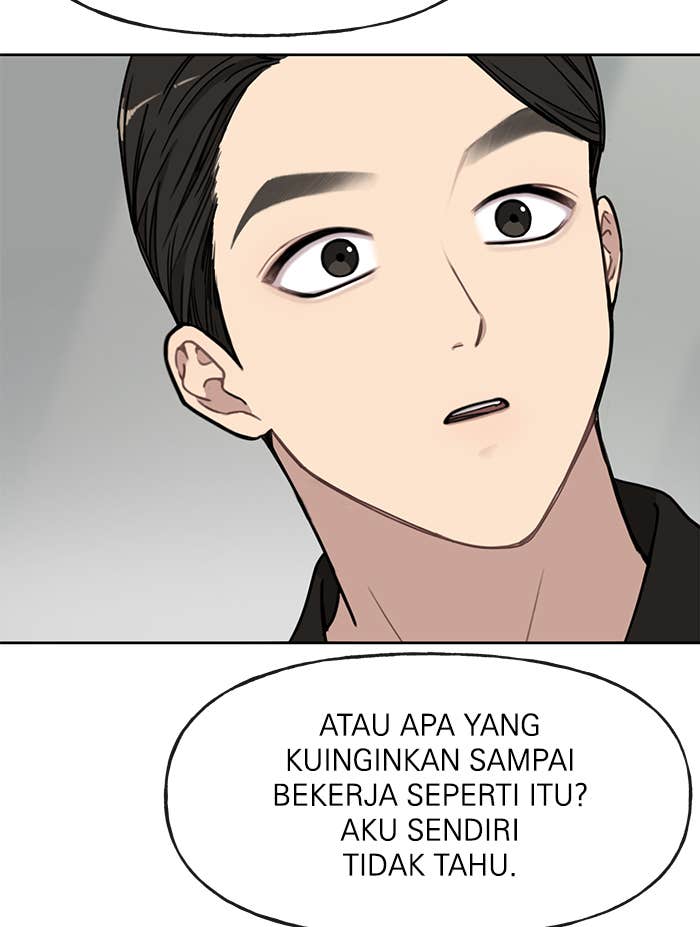 ATAU APA YANG
KUINGINKAN SAMPAI
BEKERJA SEPERTI ITU?
AKU SENDIRI
TIDAK TAHU.